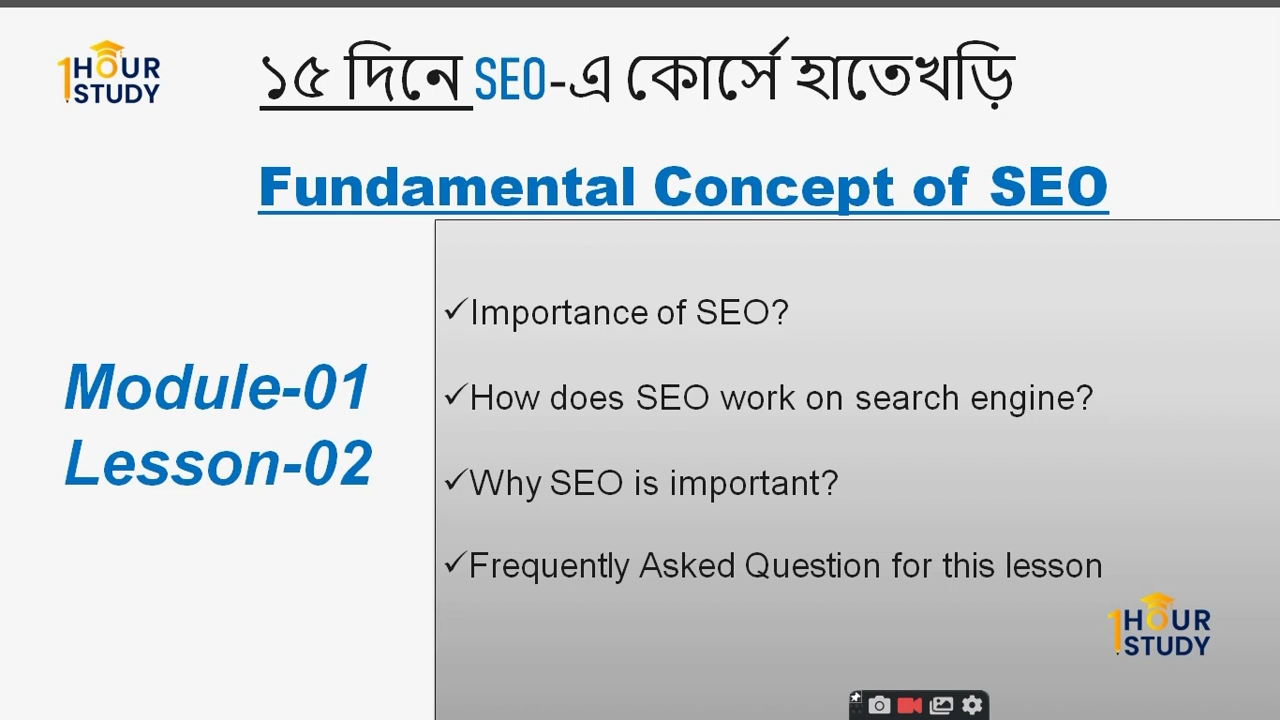 1HOUR
STUDY
১৫ দিনে SEO-এ কোর্সে হাতেখড়ি
Fundamental Concept of SEO
Module-01
Lesson-02
✓Importance of SEO?
✓How does SEO work on search engine?
✓Why SEO is important?
✓Frequently Asked Question for this lesson
1HOUR
STUDY